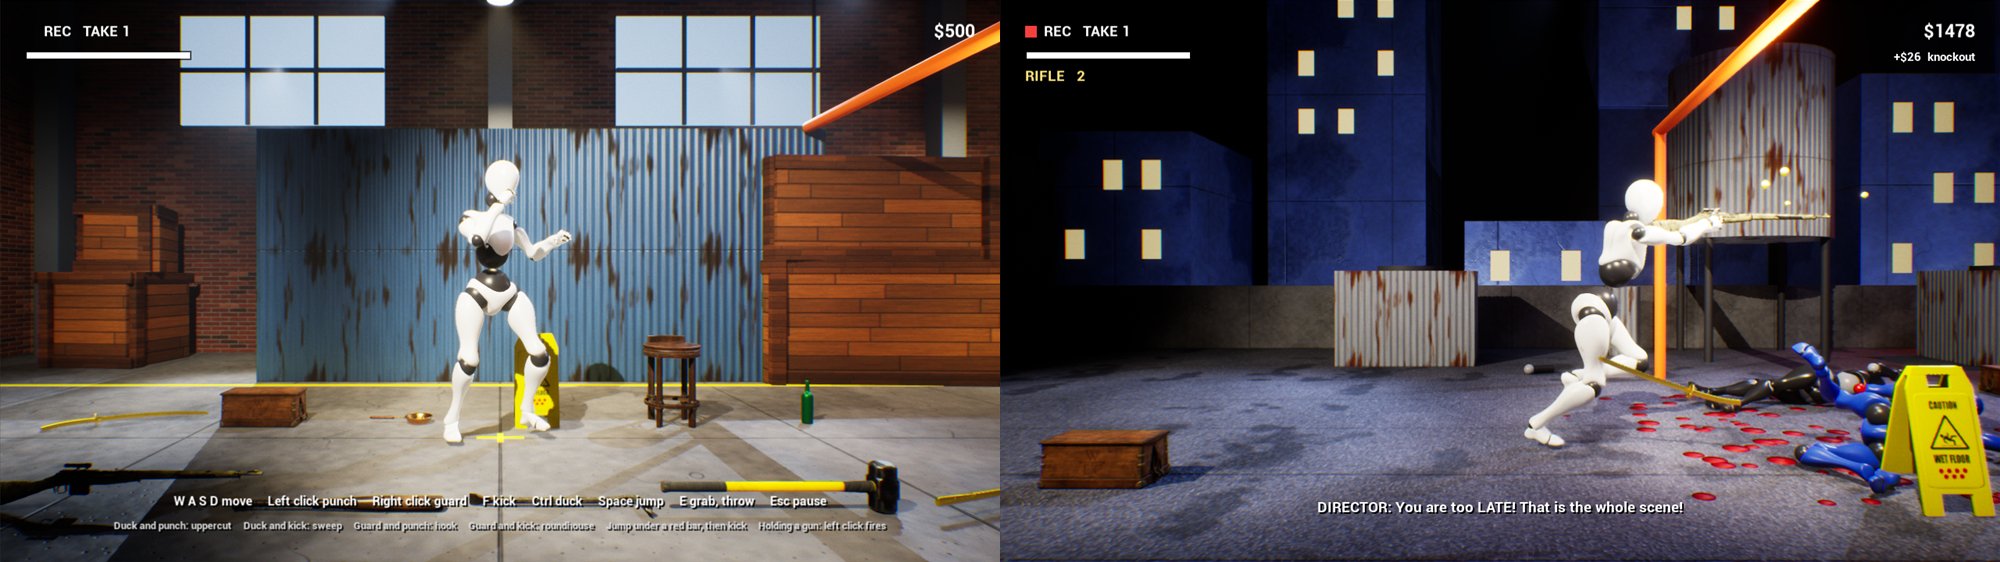 REC TAKE 1
$500
W A S D move Left click punch Right click guard F kick Ctrl duck Space jump E grab, throw Esc pause
Duck and punch: uppercut Duck and kick: sweep Guard and punch: hook Guard and kick: roundhouse Jump under a red bar, then kick Holding a gun: left click fires
REC TAKE 1
$1478
+$26 knockout
RIFLE 2
CAUTION
WET FLOOR
DIRECTOR: You are too LATE! That is the whole scene!